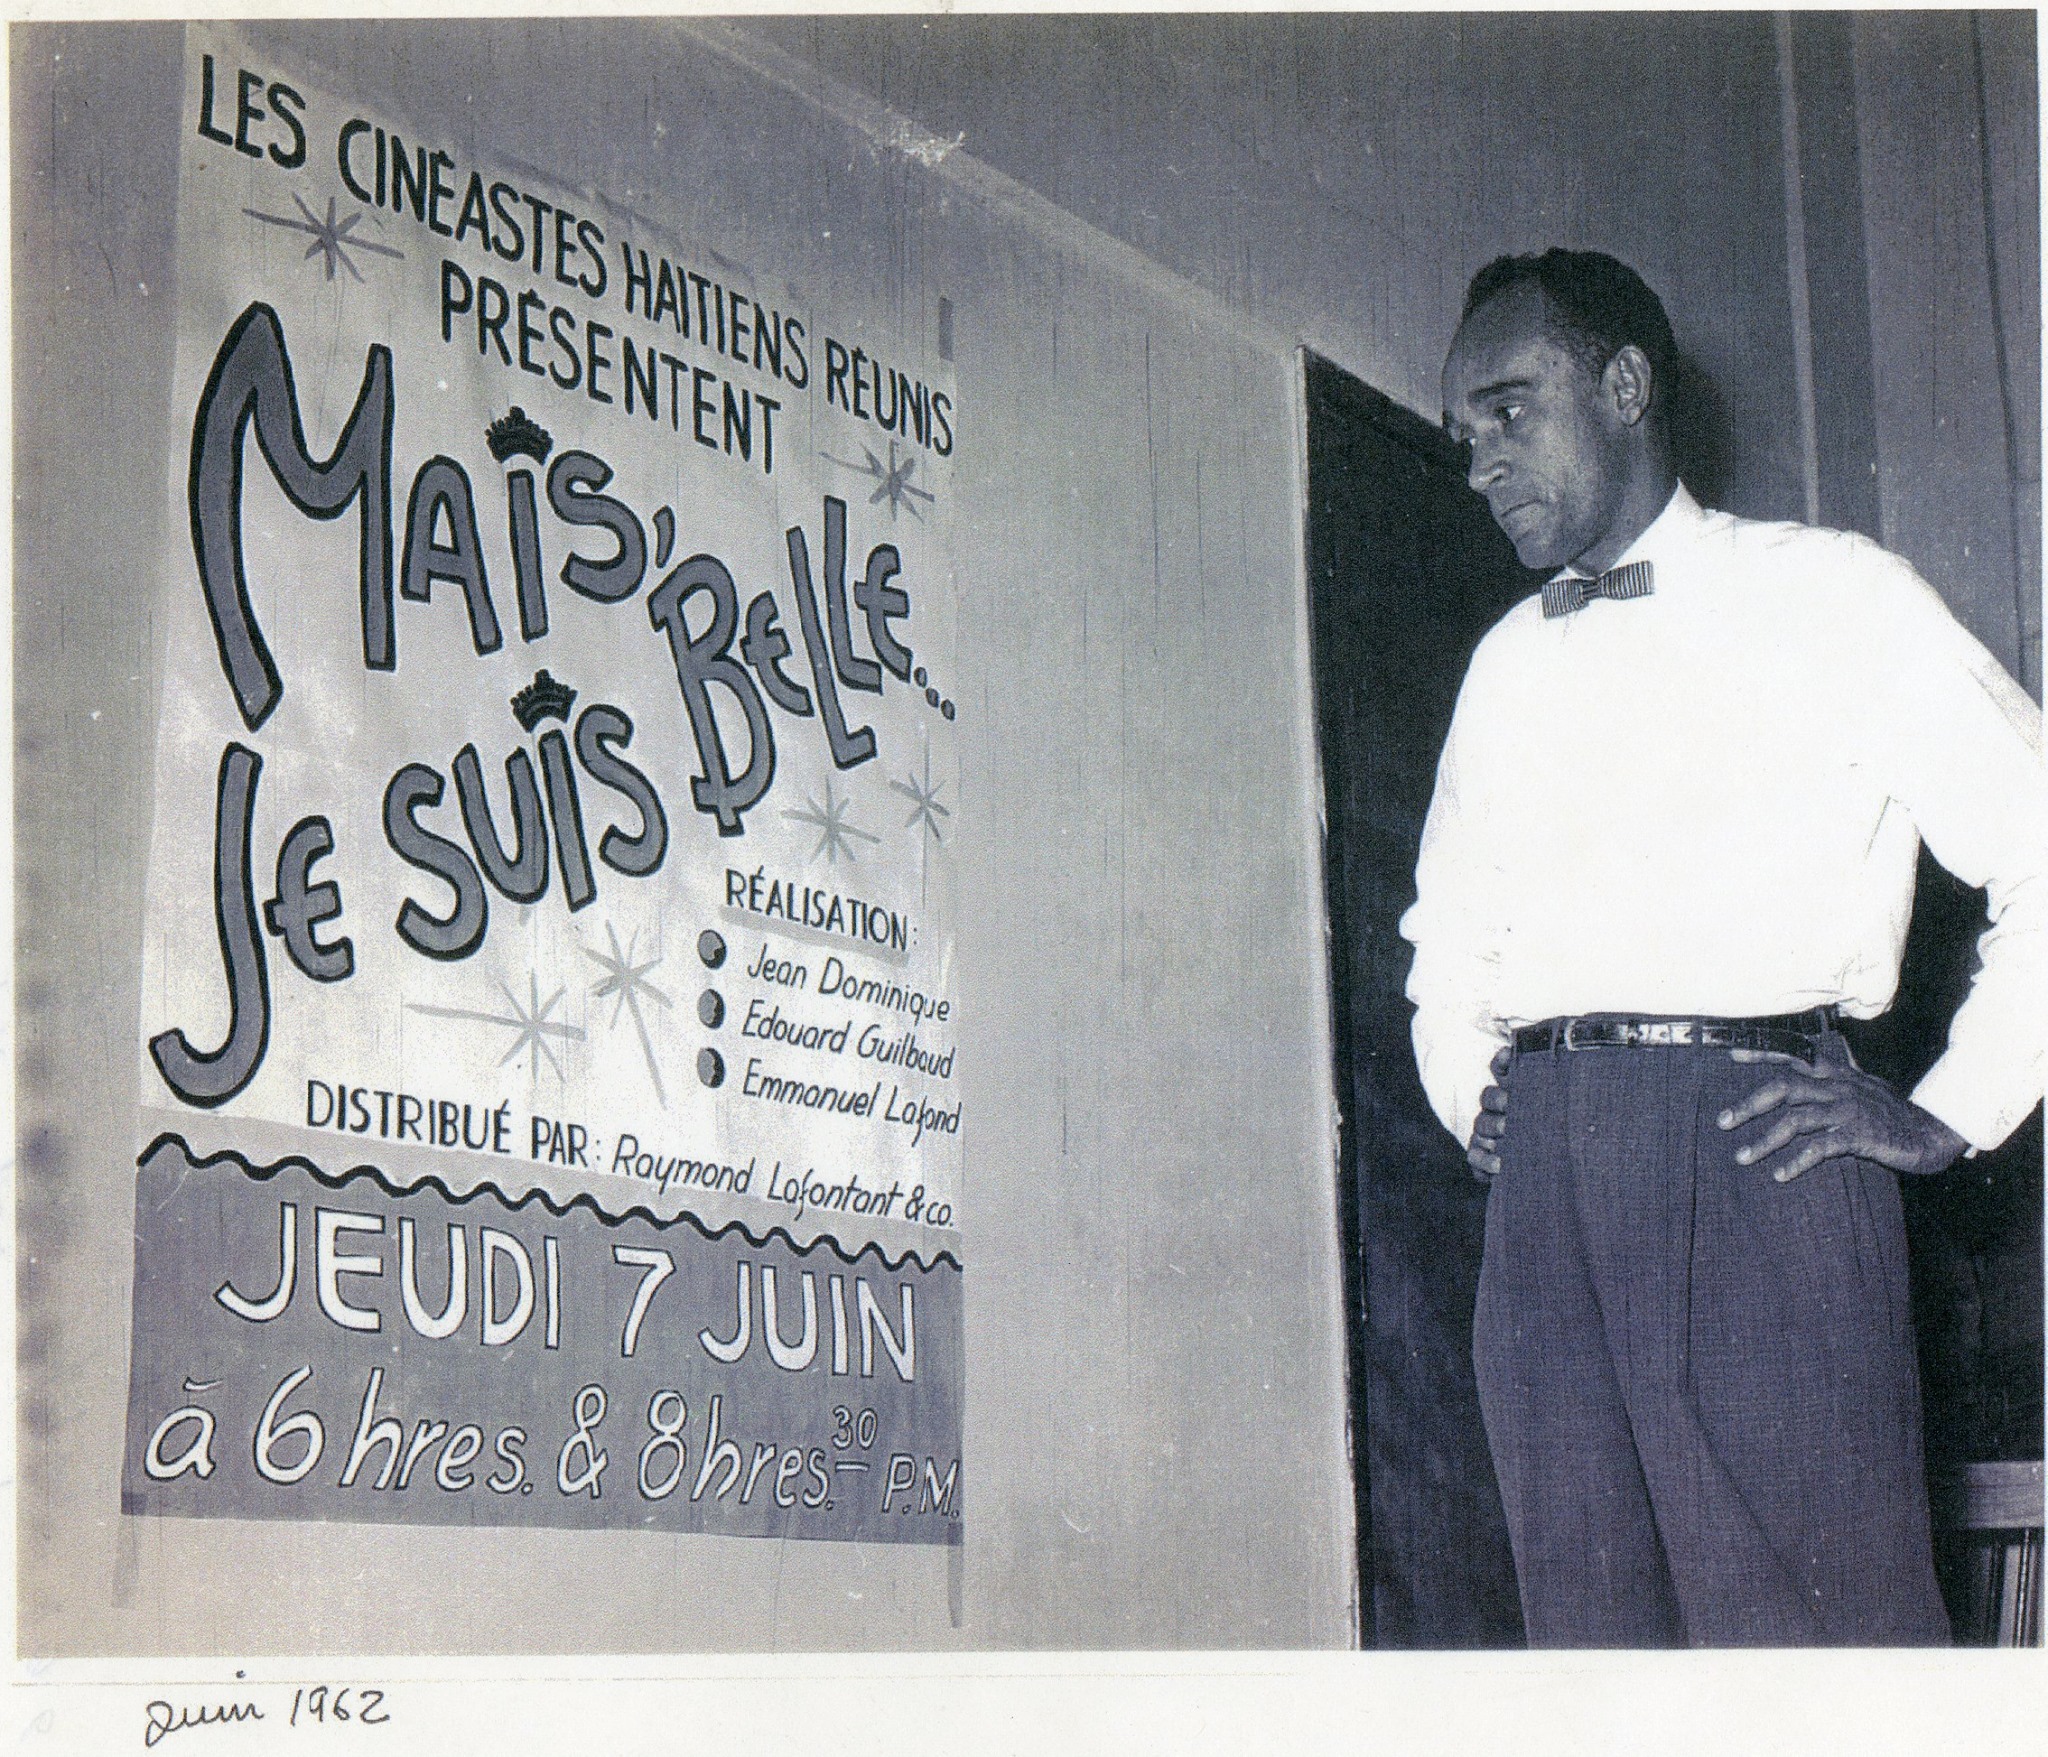 LES CINÉASTES HAITIENS RÉUNIS
PRÉSENTENT
MAIS, BELLE...
JE SUIS
RÉALISATION:
Jean Dominique
Edouard Guilbaud
Emmanuel Lafond
DISTRIBUÉ PAR: Raymond Lafontant & co.
JEUDI 7 JUIN
à 6 hres. & 8 hres. 30 P.M.
juin 1962